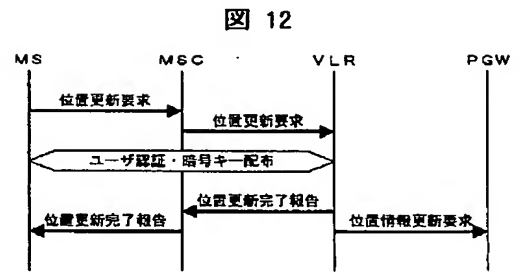 図 12
MS MSC VLR PGW
位置更新要求
位置更新要求
ユーザ認証・暗号キー配布
位置更新完了報告
位置更新完了報告 位置情報更新要求